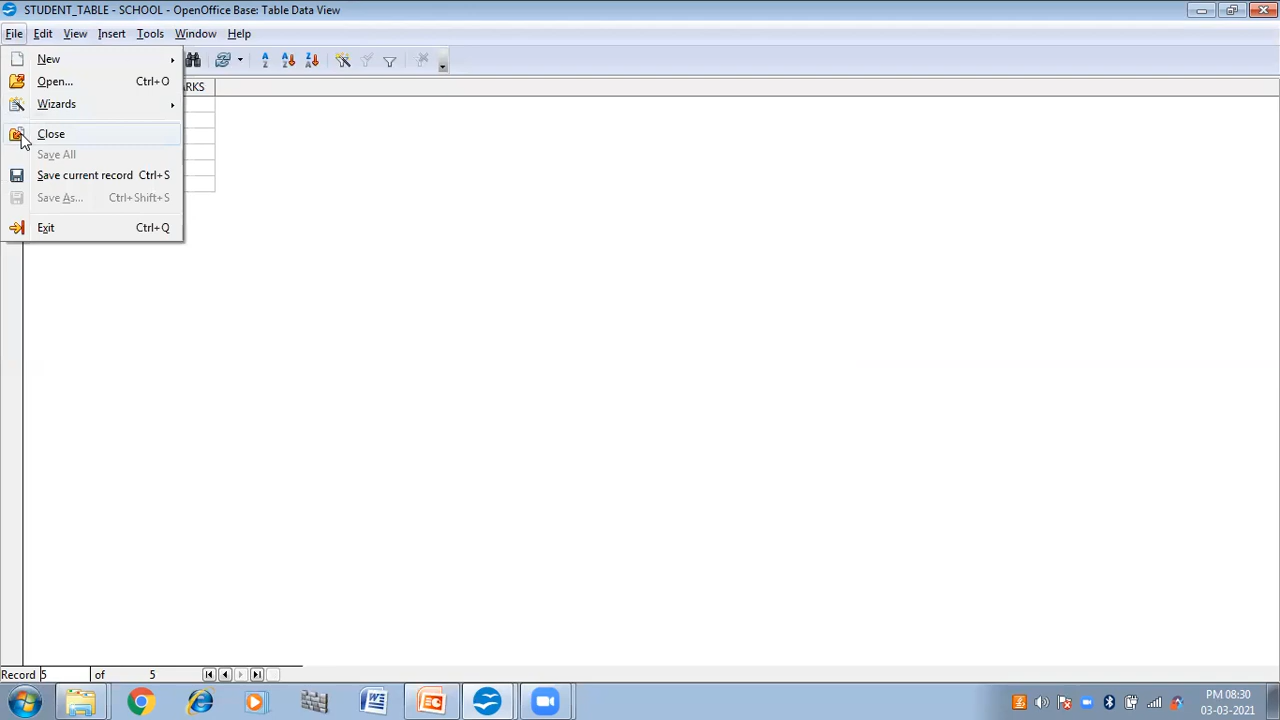 STUDENT_TABLE - SCHOOL - OpenOffice Base: Table Data View
File Edit View Insert Tools Window Help
New
Open... Ctrl+O
Wizards
Close
Save All
Save current record Ctrl+S
Save As... Ctrl+Shift+S
Exit Ctrl+Q
RKS
Record 5 of 5
PM 08:30
03-03-2021